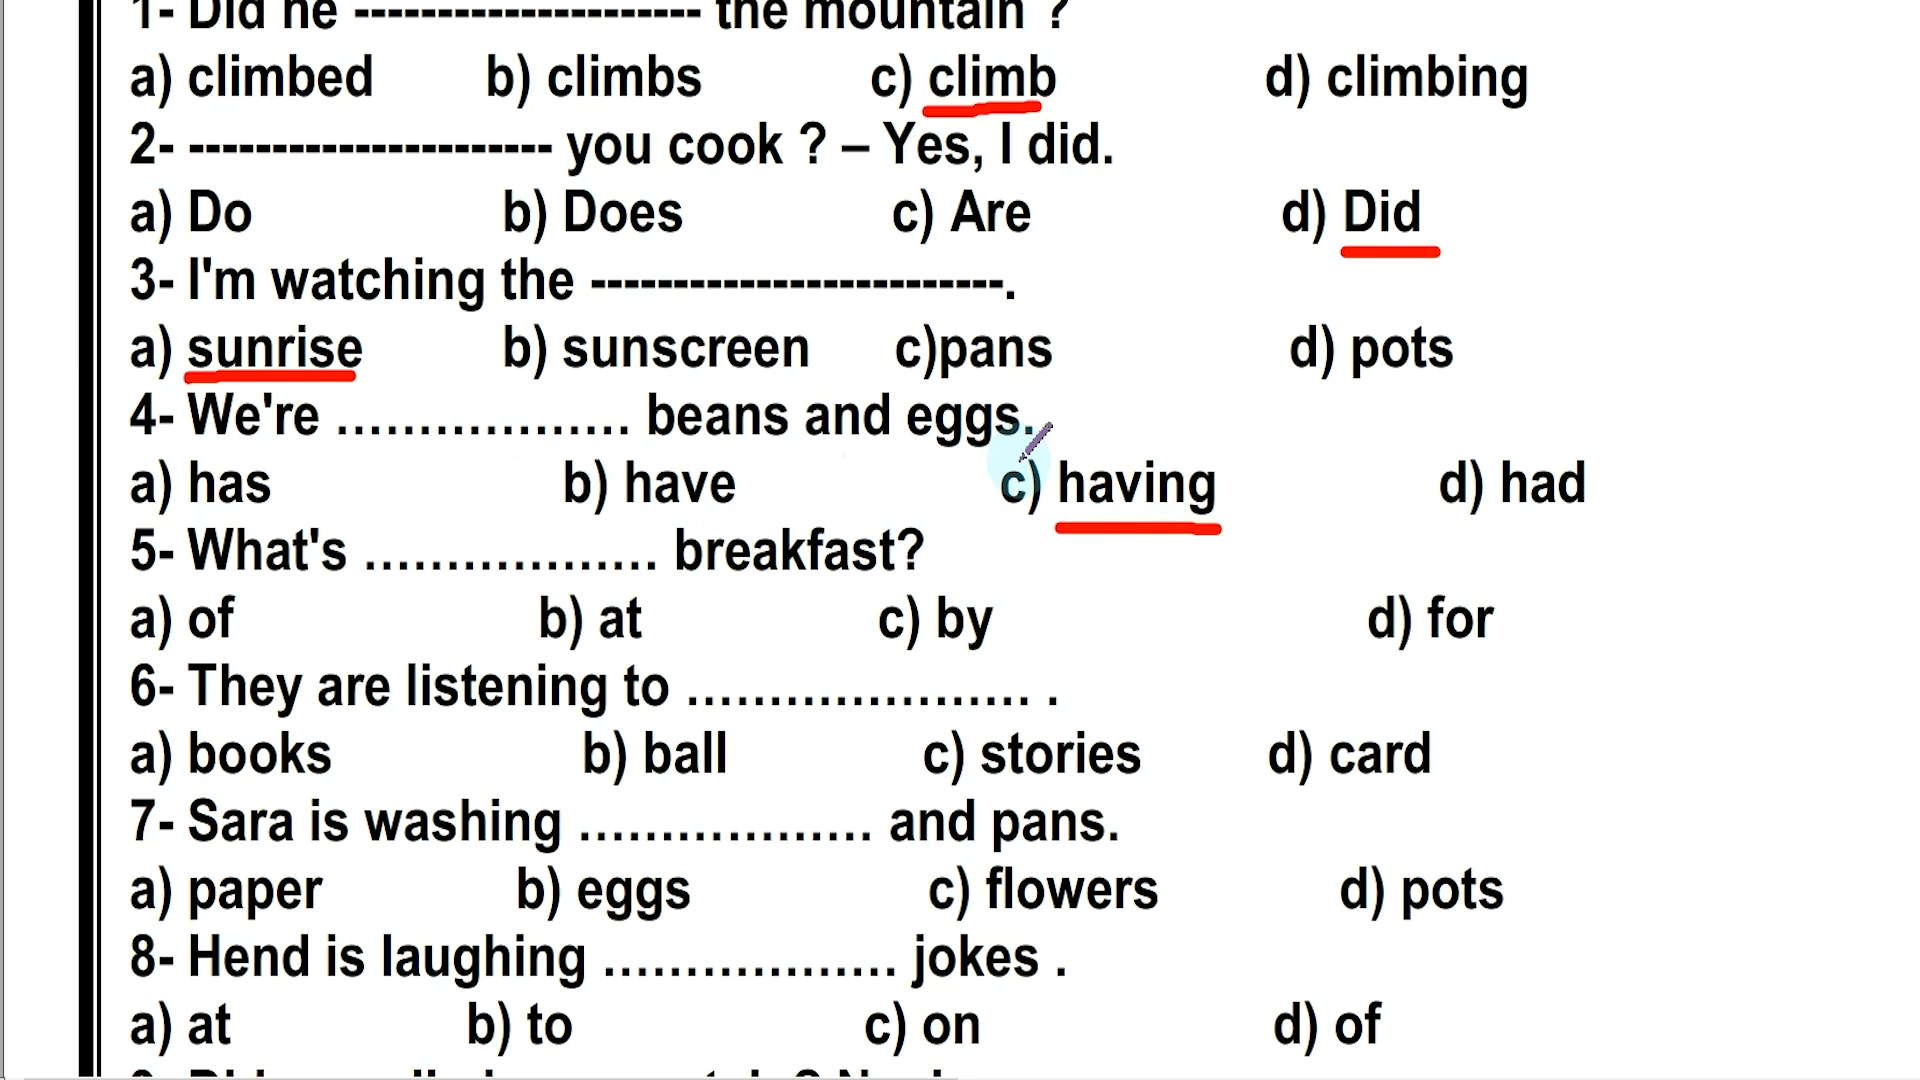 1- Did he --------------------- the mountain ?
a) climbed b) climbs c) climb d) climbing
2- ---------------------- you cook ? – Yes, I did.
a) Do b) Does c) Are d) Did
3- I'm watching the -------------------------.
a) sunrise b) sunscreen c)pans d) pots
4- We're .................. beans and eggs.
a) has b) have c) having d) had
5- What's .................. breakfast?
a) of b) at c) by d) for
6- They are listening to ..................... .
a) books b) ball c) stories d) card
7- Sara is washing .................. and pans.
a) paper b) eggs c) flowers d) pots
8- Hend is laughing .................. jokes .
a) at b) to c) on d) of